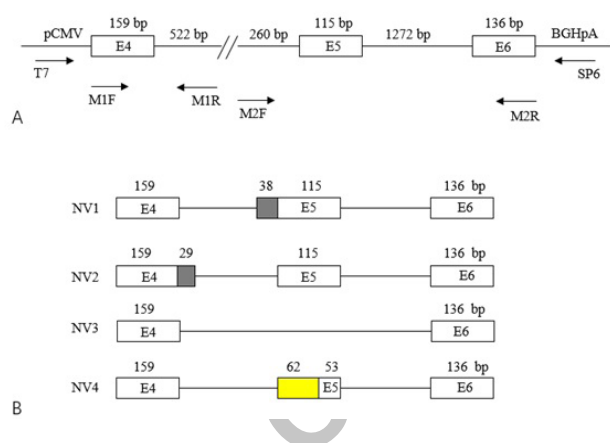 159 bp 115 bp 136 bp
pCMV E4 522 bp 260 bp E5 1272 bp E6 BGHpA
T7 SP6
M1F M1R M2F M2R
A
159 38 115 136 bp
NV1 E4 E5 E6
159 29 115 136 bp
NV2 E4 E5 E6
159 136 bp
NV3 E4 E6
159 62 53 136 bp
NV4 E4 E5 E6
B